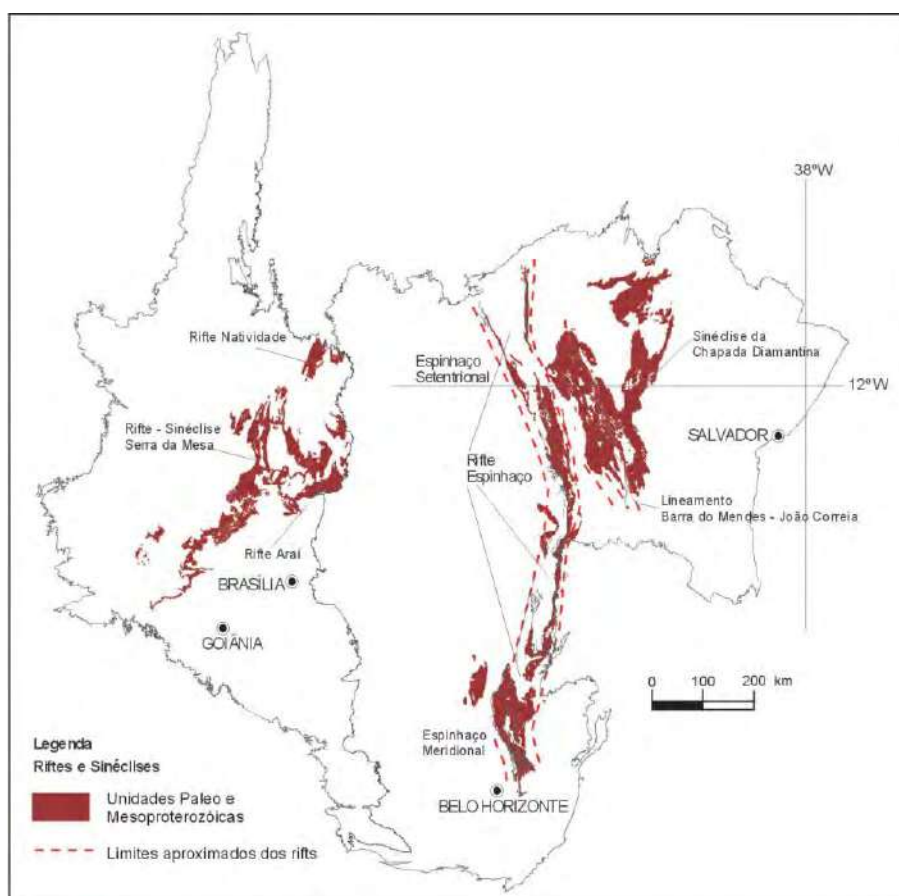 38ºW
Rifte Natividade
Sinéclise da
Chapada Diamantina
Espinhaço
Setentrional
12ºW
Rifte - Sinéclise
Serra da Mesa
SALVADOR
Rifte
Espinhaço
Lineamento
Barra do Mendes - João Correia
Rifte Araí
BRASÍLIA
GOIÂNIA
0 100 200 km
Espinhaço
Meridional
Legenda
Riftes e Sinéclises
Unidades Paleo e
Mesoproterozóicas
BELO HORIZONTE
Limites aproximados dos rifts